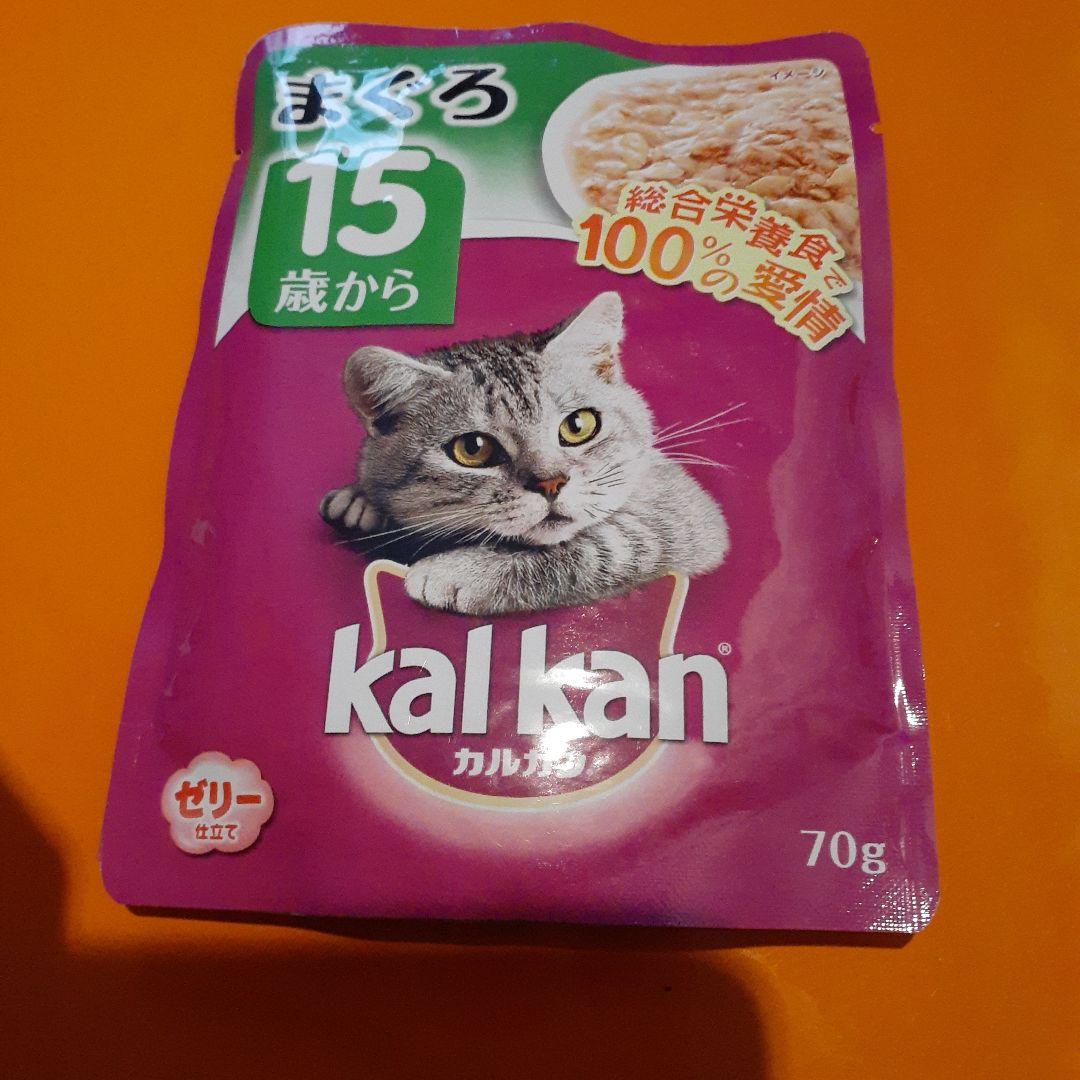 まぐろ
15
歳から
イメージ
総合栄養食で
100%の愛情
kal kan®
カルカン
ゼリー
仕立て
70g